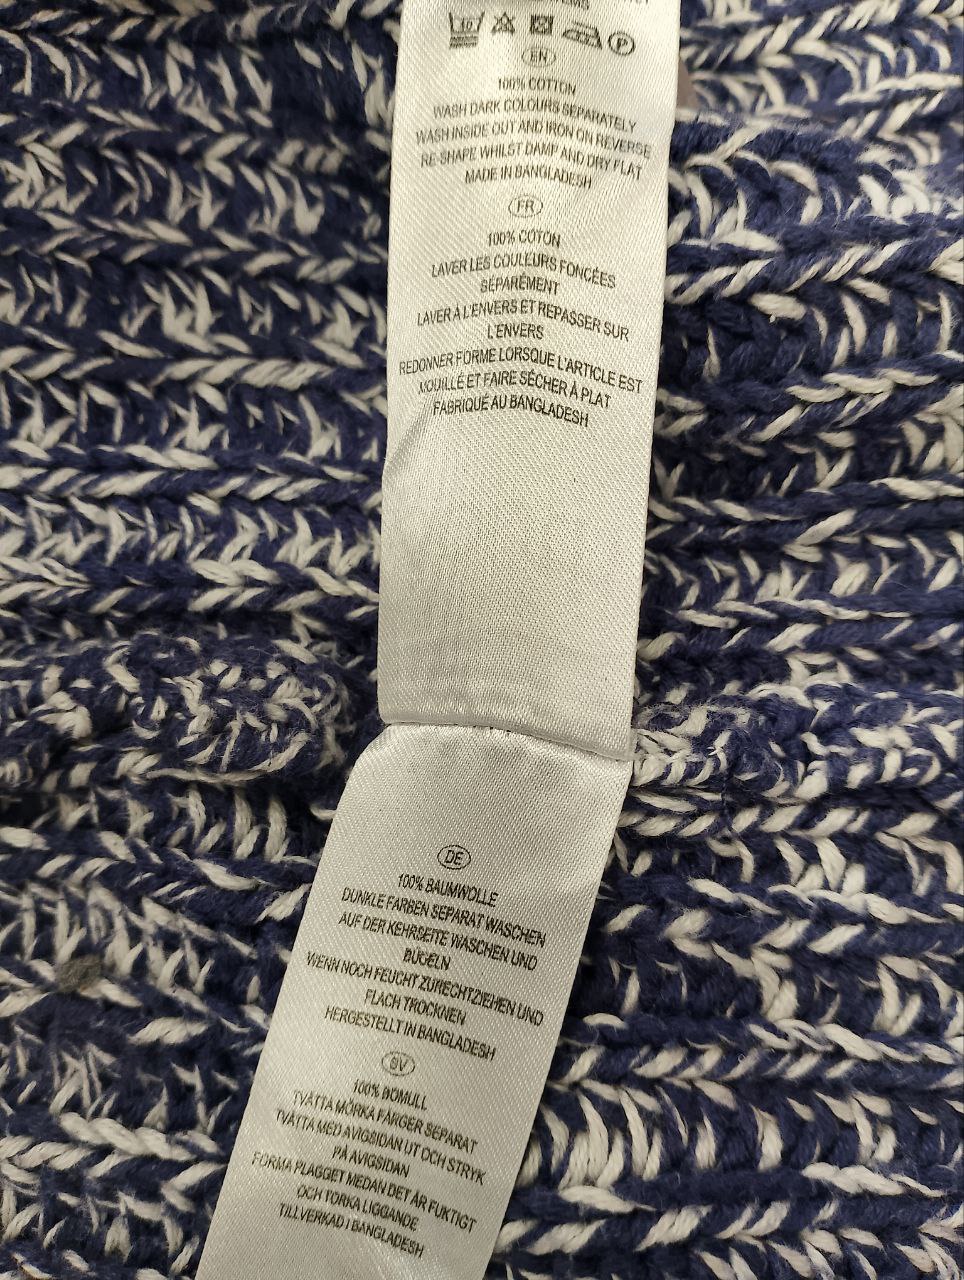 40
P
EN
100% COTTON
WASH DARK COLOURS SEPARATELY
WASH INSIDE OUT AND IRON ON REVERSE
RE-SHAPE WHILST DAMP AND DRY FLAT
MADE IN BANGLADESH
FR
100% COTON
LAVER LES COULEURS FONCÉES
SÉPARÉMENT
LAVER À L'ENVERS ET REPASSER SUR
L'ENVERS
REDONNER FORME LORSQUE L'ARTICLE EST
MOUILLÉ ET FAIRE SÉCHER À PLAT
FABRIQUÉ AU BANGLADESH
DE
100% BAUMWOLLE
DUNKLE FARBEN SEPARAT WASCHEN
AUF DER KEHRSEITE WASCHEN UND
BÜGELN
WENN NOCH FEUCHT ZURECHTZIEHEN UND
FLACH TROCKNEN
HERGESTELLT IN BANGLADESH
SV
100% BOMULL
TVÄTTA MÖRKA FÄRGER SEPARAT
TVÄTTA MED AVIGSIDAN UT OCH STRYK
PÅ AVIGSIDAN
FORMA PLAGGET MEDAN DET ÄR FUKTIGT
OCH TORKA LIGGANDE
TILLVERKAD I BANGLADESH